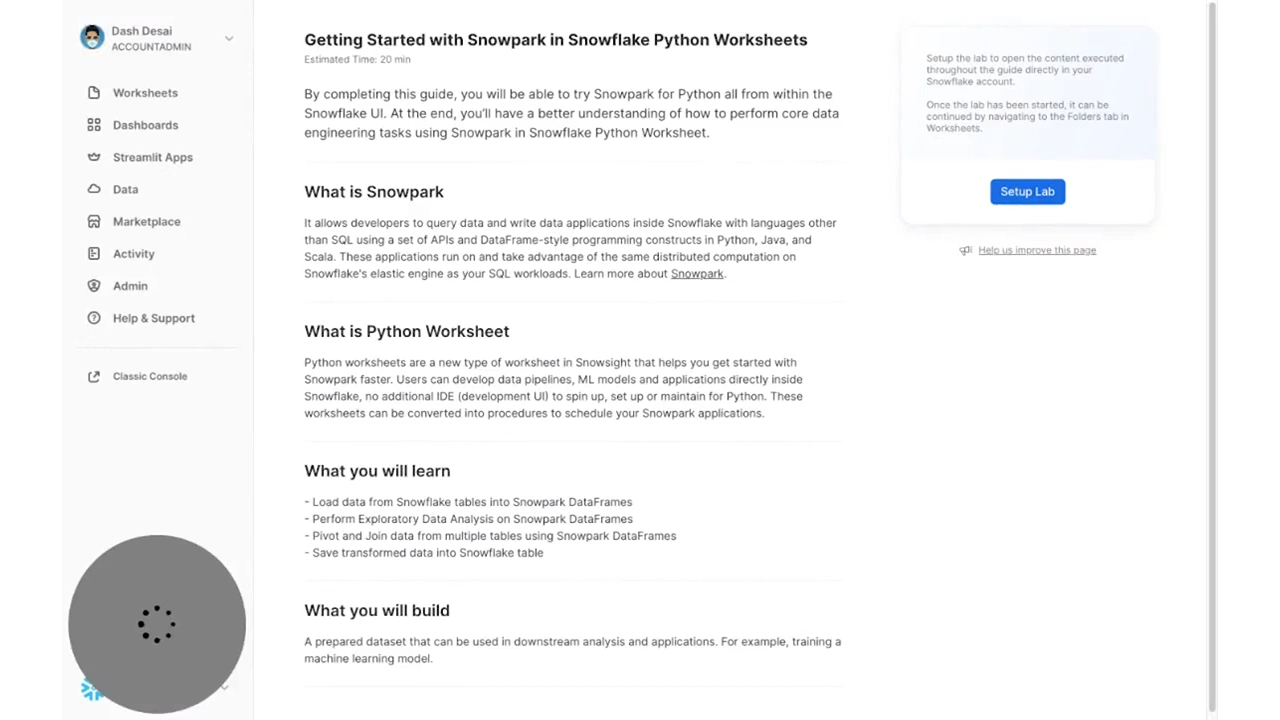 Dash Desai
ACCOUNTADMIN
Worksheets
Dashboards
Streamlit Apps
Data
Marketplace
Activity
Admin
Help & Support
Classic Console
Getting Started with Snowpark in Snowflake Python Worksheets
Estimated Time: 20 min
By completing this guide, you will be able to try Snowpark for Python all from within the
Snowflake UI. At the end, you'll have a better understanding of how to perform core data
engineering tasks using Snowpark in Snowflake Python Worksheet.
What is Snowpark
It allows developers to query data and write data applications inside Snowflake with languages other
than SQL using a set of APIs and DataFrame-style programming constructs in Python, Java, and
Scala. These applications run on and take advantage of the same distributed computation on
Snowflake's elastic engine as your SQL workloads. Learn more about Snowpark.
What is Python Worksheet
Python worksheets are a new type of worksheet in Snowsight that helps you get started with
Snowpark faster. Users can develop data pipelines, ML models and applications directly inside
Snowflake, no additional IDE (development UI) to spin up, set up or maintain for Python. These
worksheets can be converted into procedures to schedule your Snowpark applications.
What you will learn
- Load data from Snowflake tables into Snowpark DataFrames
- Perform Exploratory Data Analysis on Snowpark DataFrames
- Pivot and Join data from multiple tables using Snowpark DataFrames
- Save transformed data into Snowflake table
What you will build
A prepared dataset that can be used in downstream analysis and applications. For example, training a
machine learning model.
Setup the lab to open the content executed
throughout the guide directly in your
Snowflake account.
Once the lab has been started, it can be
continued by navigating to the Folders tab in
Worksheets.
Setup Lab
Help us improve this page